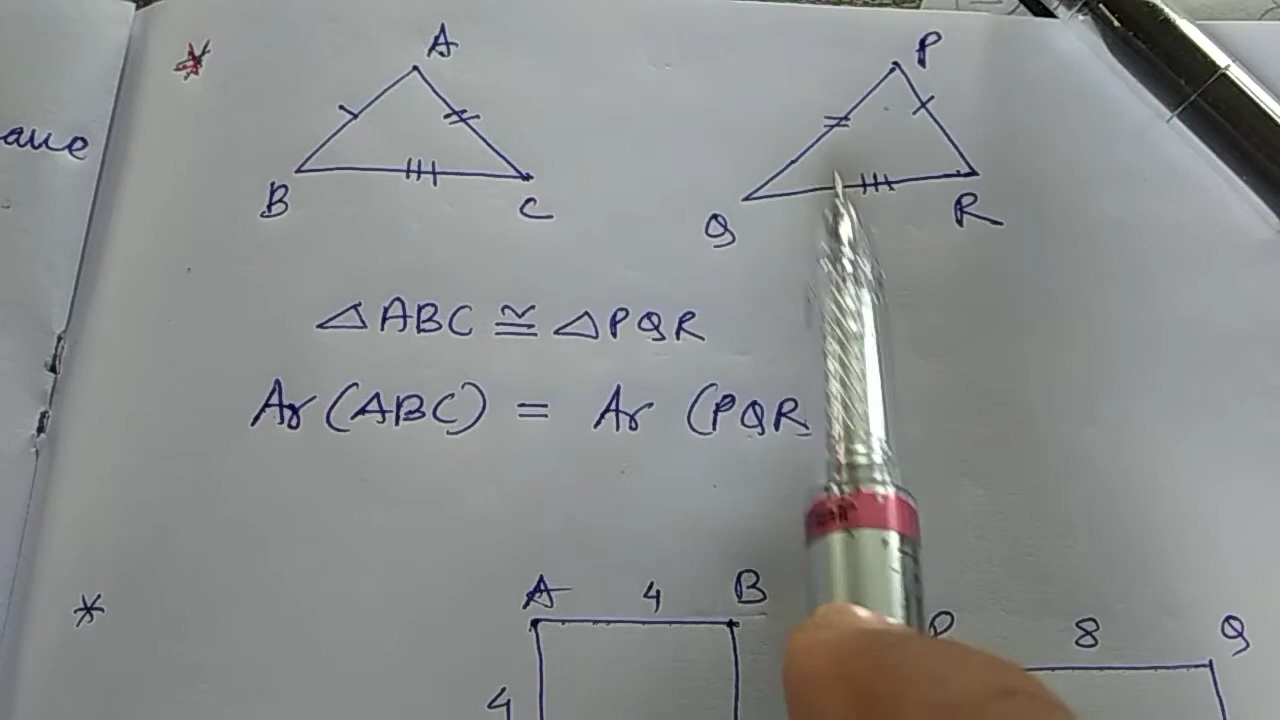 A
P
B
C
Q
R
△ABC ≅ △PQR
Ar (ABC) = Ar (PQR
A 4 B
P 8 Q
4